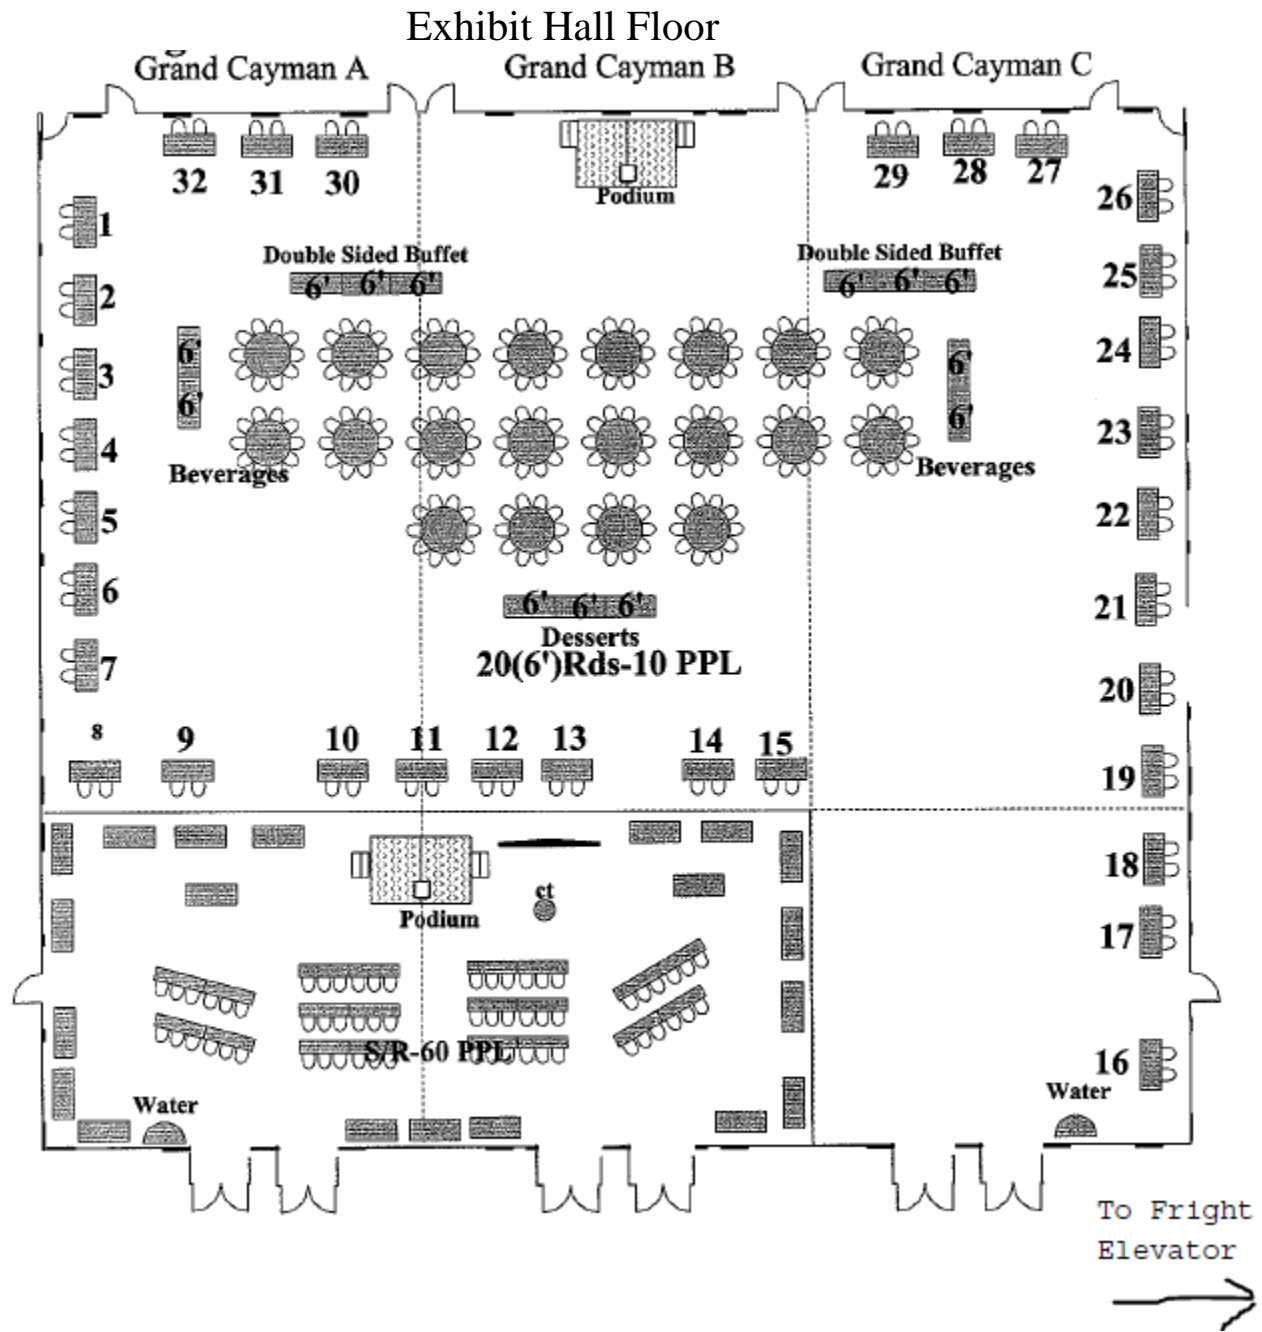 Exhibit Hall Floor
Grand Cayman A
Grand Cayman B
Grand Cayman C
32
31
30
Podium
29
28
27
26
1
Double Sided Buffet
6' 6' 6'
Double Sided Buffet
6' 6' 6'
25
2
24
3
6'
6'
6'
6'
23
4
Beverages
Beverages
5
22
6
6' 6' 6'
21
Desserts
20(6')Rds-10 PPL
7
20
8
9
10
11
12
13
14
15
19
18
ct
Podium
17
S/R-60 PPL
16
Water
Water
To Fright
Elevator